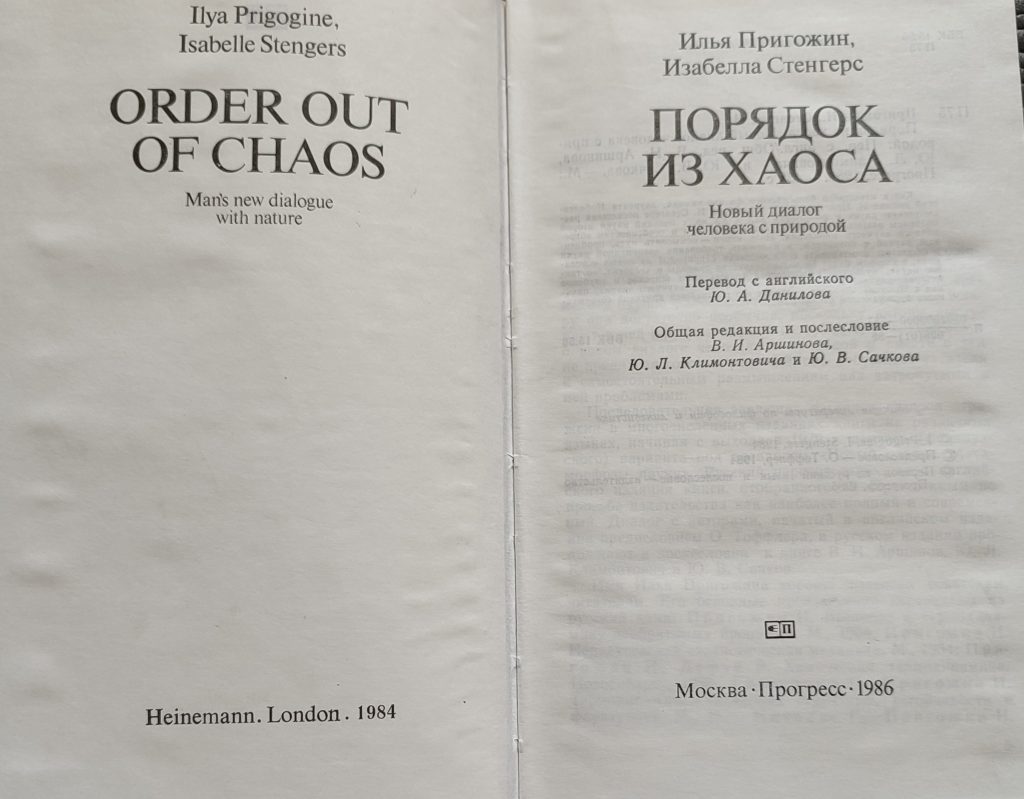 Ilya Prigogine,
Isabelle Stengers
ORDER OUT
OF CHAOS
Man's new dialogue
with nature
Heinemann. London. 1984
Илья Пригожин,
Изабелла Стенгерс
ПОРЯДОК
ИЗ ХАОСА
Новый диалог
человека с природой
Перевод с английского
Ю. А. Данилова
Общая редакция и послесловие
В. И. Аршинова,
Ю. Л. Климонтовича и Ю. В. Сачкова
П
Москва·Прогресс·1986